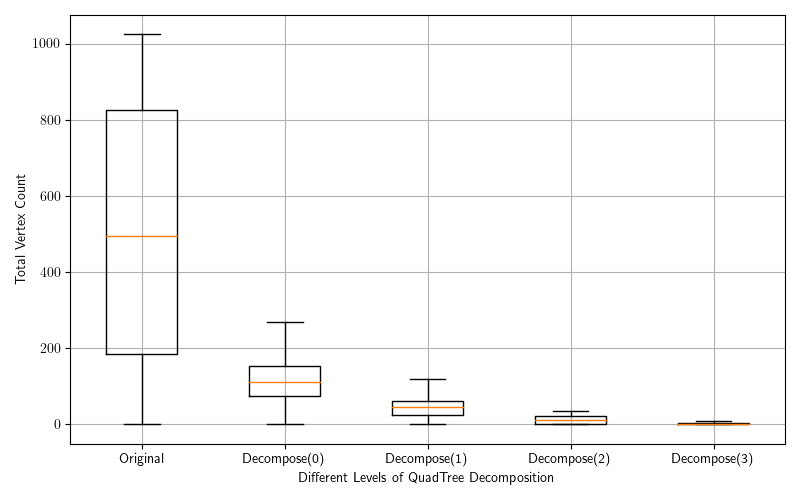 1000
800
600
400
200
0
Total Vertex Count
Original Decompose(0) Decompose(1) Decompose(2) Decompose(3)
Different Levels of QuadTree Decomposition